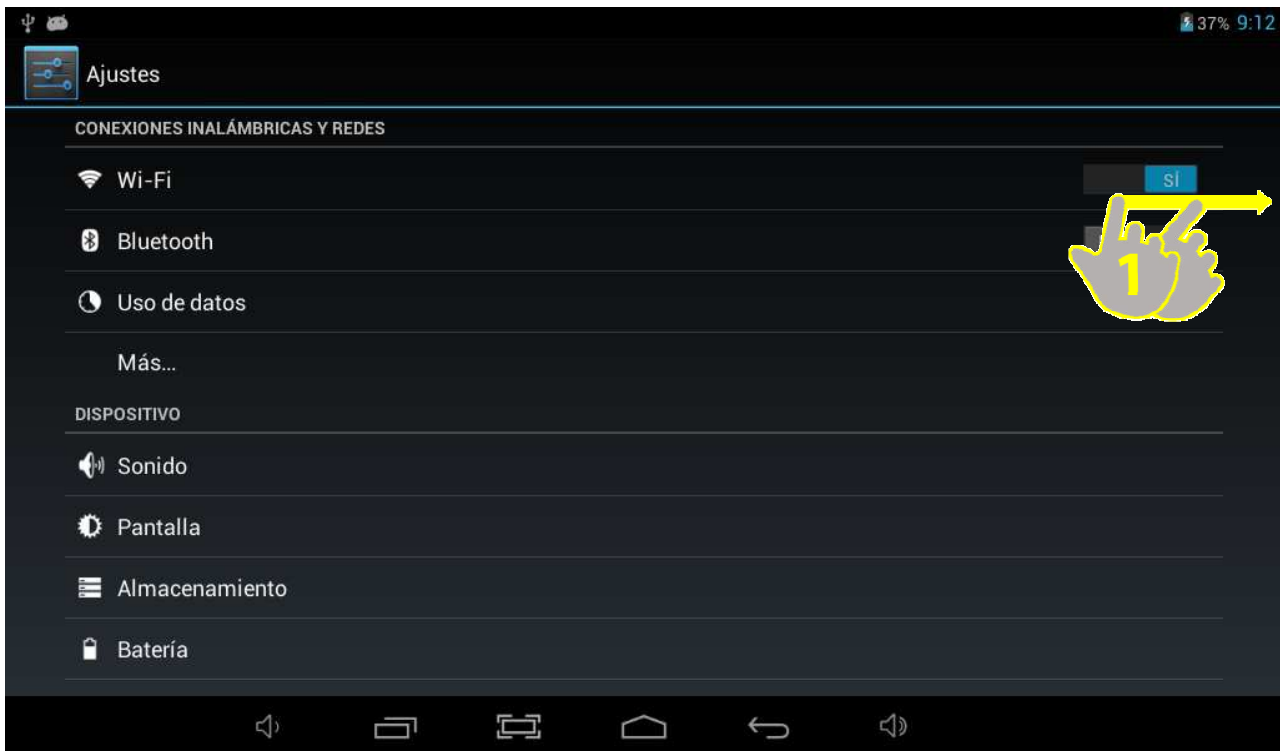 37% 9:12
Ajustes
CONEXIONES INALÁMBRICAS Y REDES
Wi-Fi
SÍ
Bluetooth
1
Uso de datos
Más...
DISPOSITIVO
Sonido
Pantalla
Almacenamiento
Batería